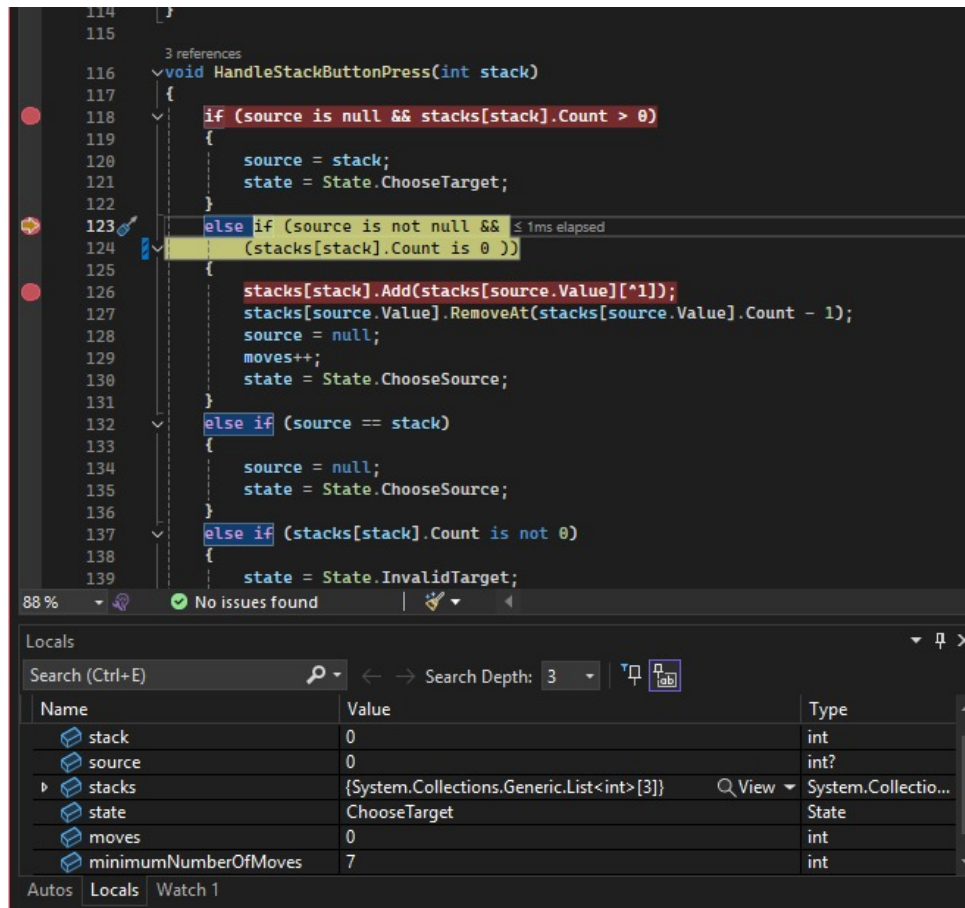 114 }
115
3 references
116 void HandleStackButtonPress(int stack)
117 {
118 if (source is null && stacks[stack].Count > 0)
119 {
120 source = stack;
121 state = State.ChooseTarget;
122 }
123 else if (source is not null && ≤ 1ms elapsed
124 (stacks[stack].Count is 0 ))
125 {
126 stacks[stack].Add(stacks[source.Value][^1]);
127 stacks[source.Value].RemoveAt(stacks[source.Value].Count - 1);
128 source = null;
129 moves++;
130 state = State.ChooseSource;
131 }
132 else if (source == stack)
133 {
134 source = null;
135 state = State.ChooseSource;
136 }
137 else if (stacks[stack].Count is not 0)
138 {
139 state = State.InvalidTarget;
88 % No issues found
Locals
Search (Ctrl+E) Search Depth: 3
Name Value Type
stack 0 int
source 0 int?
stacks {System.Collections.Generic.List<int>[3]} View System.Collectio...
state ChooseTarget State
moves 0 int
minimumNumberOfMoves 7 int
Autos Locals Watch 1